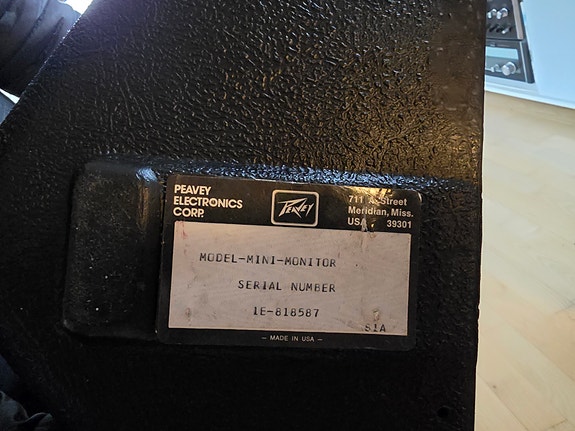 PEAVEY
ELECTRONICS
CORP.
PEAVEY
711 A Street
Meridian, Miss.
USA 39301
MODEL-MINI-MONITOR
SERIAL NUMBER
1E-818587
S1A
— MADE IN USA —